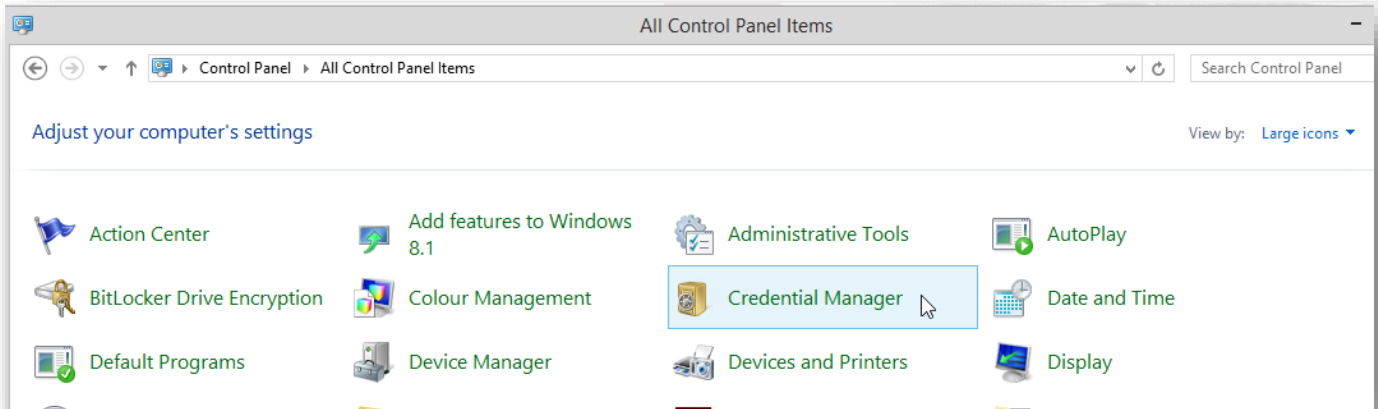 All Control Panel Items
Control Panel All Control Panel Items
Search Control Panel
Adjust your computer's settings
View by: Large icons
Action Center
Add features to Windows
8.1
Administrative Tools
AutoPlay
BitLocker Drive Encryption
Colour Management
Credential Manager
Date and Time
Default Programs
Device Manager
Devices and Printers
Display